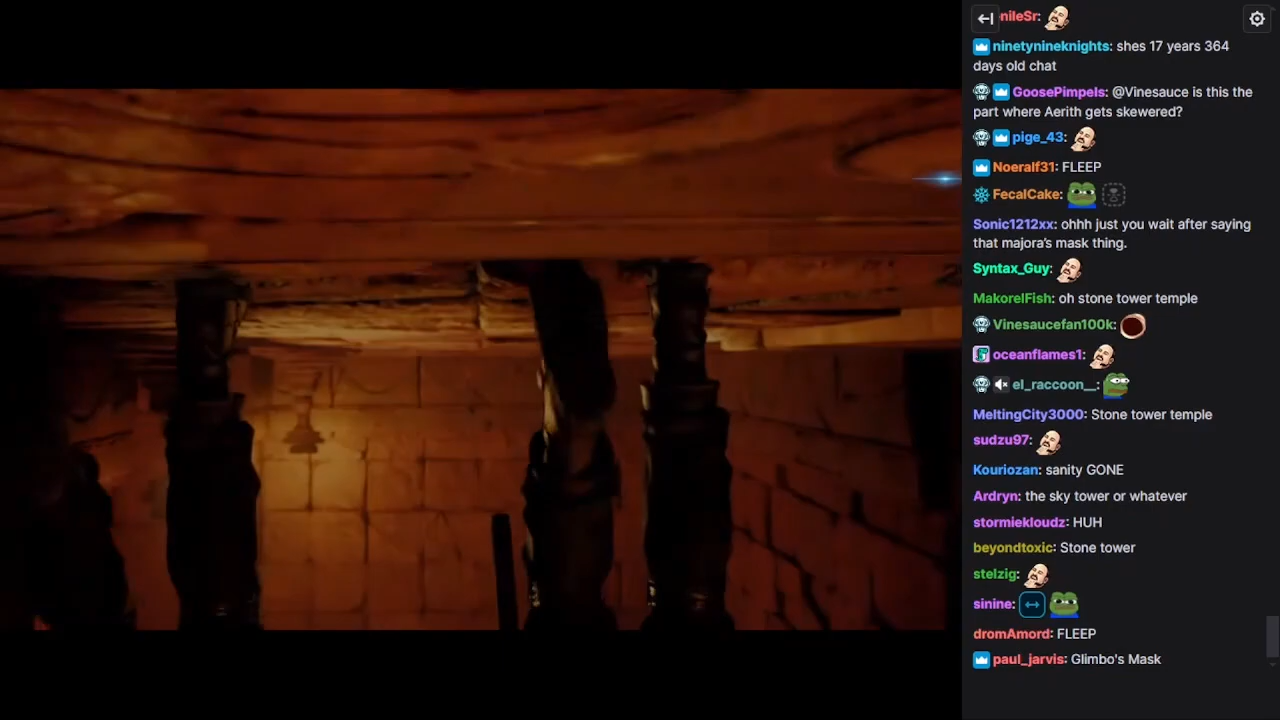 nileSr:
ninetynineknights: shes 17 years 364
days old chat
GoosePimpels: @Vinesauce is this the
part where Aerith gets skewered?
pige_43:
Noeralf31: FLEEP
FecalCake:
Sonic1212xx: ohhh just you wait after saying
that majora's mask thing.
Syntax_Guy:
MakorelFish: oh stone tower temple
Vinesaucefan100k:
oceanflames1:
el_raccoon__:
MeltingCity3000: Stone tower temple
sudzu97:
Kouriozan: sanity GONE
Ardryn: the sky tower or whatever
stormiekloudz: HUH
beyondtoxic: Stone tower
stelzig:
sinine:
dromAmord: FLEEP
paul_jarvis: Glimbo's Mask